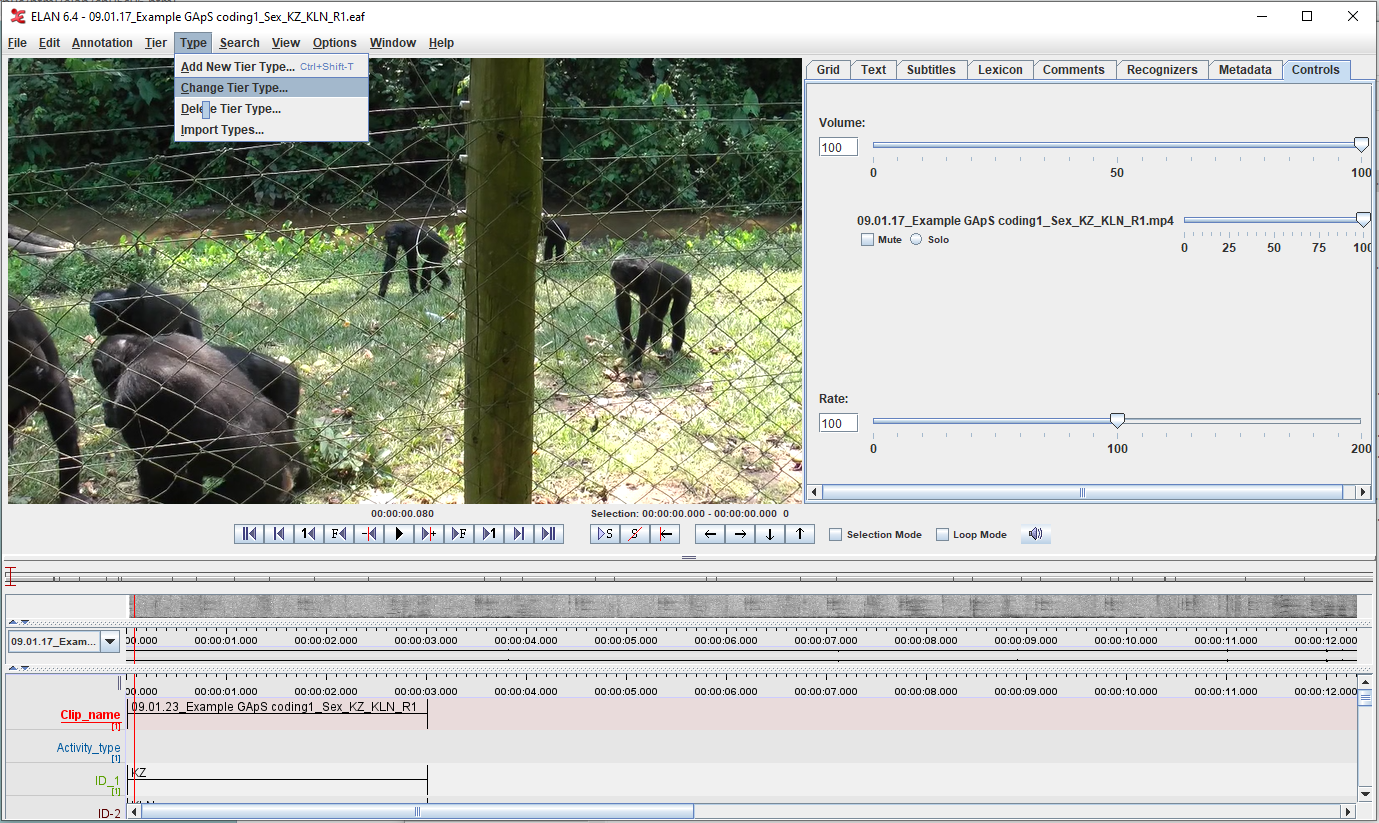 ELAN 6.4 - 09.01.17_Example GApS coding1_Sex_KZ_KLN_R1.eaf
File Edit Annotation Tier Type Search View Options Window Help
Add New Tier Type... Ctrl+Shift-T
Change Tier Type...
Delete Tier Type...
Import Types...
Grid Text Subtitles Lexicon Comments Recognizers Metadata Controls
Volume:
100
0 50 100
09.01.17_Example GApS coding1_Sex_KZ_KLN_R1.mp4
Mute Solo
0 25 50 75 100
Rate:
100
0 100 200
00:00:00.080
Selection: 00:00:00.000 - 00:00:00.000 0
1 F F 1 S S Selection Mode Loop Mode
09.01.17_Exam...
00.000 00:00:01.000 00:00:02.000 00:00:03.000 00:00:04.000 00:00:05.000 00:00:06.000 00:00:07.000 00:00:08.000 00:00:09.000 00:00:10.000 00:00:11.000 00:00:12.000
00.000 00:00:01.000 00:00:02.000 00:00:03.000 00:00:04.000 00:00:05.000 00:00:06.000 00:00:07.000 00:00:08.000 00:00:09.000 00:00:10.000 00:00:11.000 00:00:12.000
Clip_name
[1]
09.01.23_Example GApS coding1_Sex_KZ_KLN_R1
Activity_type
[1]
ID_1
[1]
KZ
ID-2